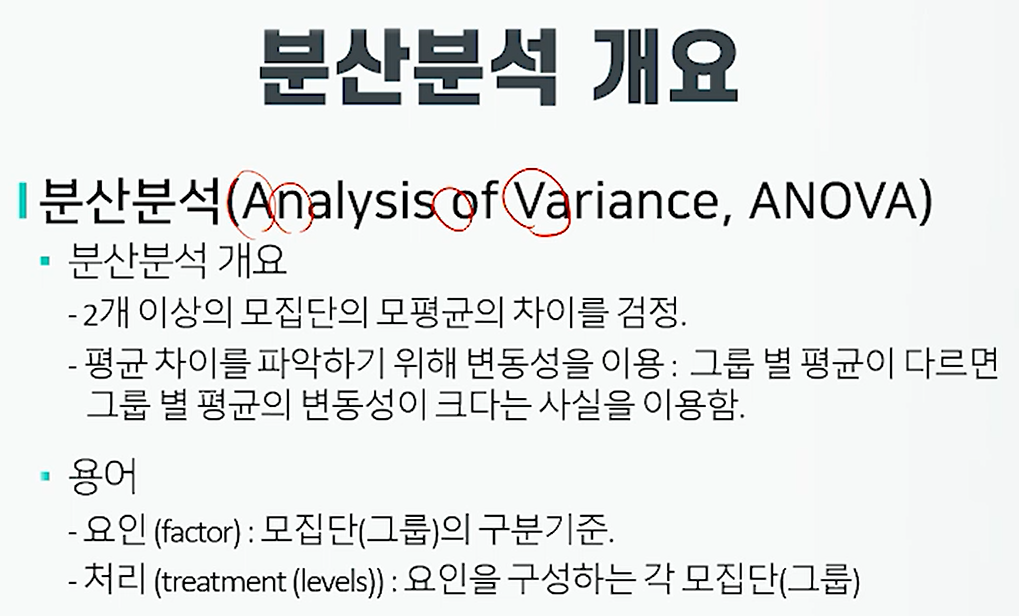 분산분석 개요
분산분석(Analysis of Variance, ANOVA)
▪ 분산분석 개요
- 2개 이상의 모집단의 모평균의 차이를 검정.
- 평균 차이를 파악하기 위해 변동성을 이용 : 그룹 별 평균이 다르면
그룹 별 평균의 변동성이 크다는 사실을 이용함.
▪ 용어
- 요인 (factor) : 모집단(그룹)의 구분기준.
- 처리 (treatment (levels)) : 요인을 구성하는 각 모집단(그룹)